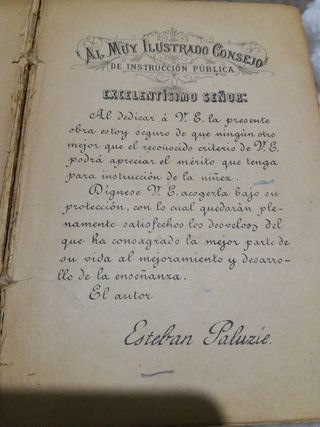 AL MUY ILUSTRADO CONSEJO
DE INSTRUCCIÓN PÚBLICA.
EXCELENTÍSIMO SEÑOR:
Al dedicar á V.E. la presente
obra estoy seguro de que ningún otro
mejor que el reconocido criterio de V.E.
podrá apreciar el mérito que tenga
para instrucción de la niñez.
Dígnese V.E. acogerla bajo su
protección, con lo cual quedarán ple-
namente satisfechos los desvelos del
que ha consagrado la mejor parte de
su vida al mejoramiento y desarro-
llo de la enseñanza.
El autor
Esteban Paluzíe.